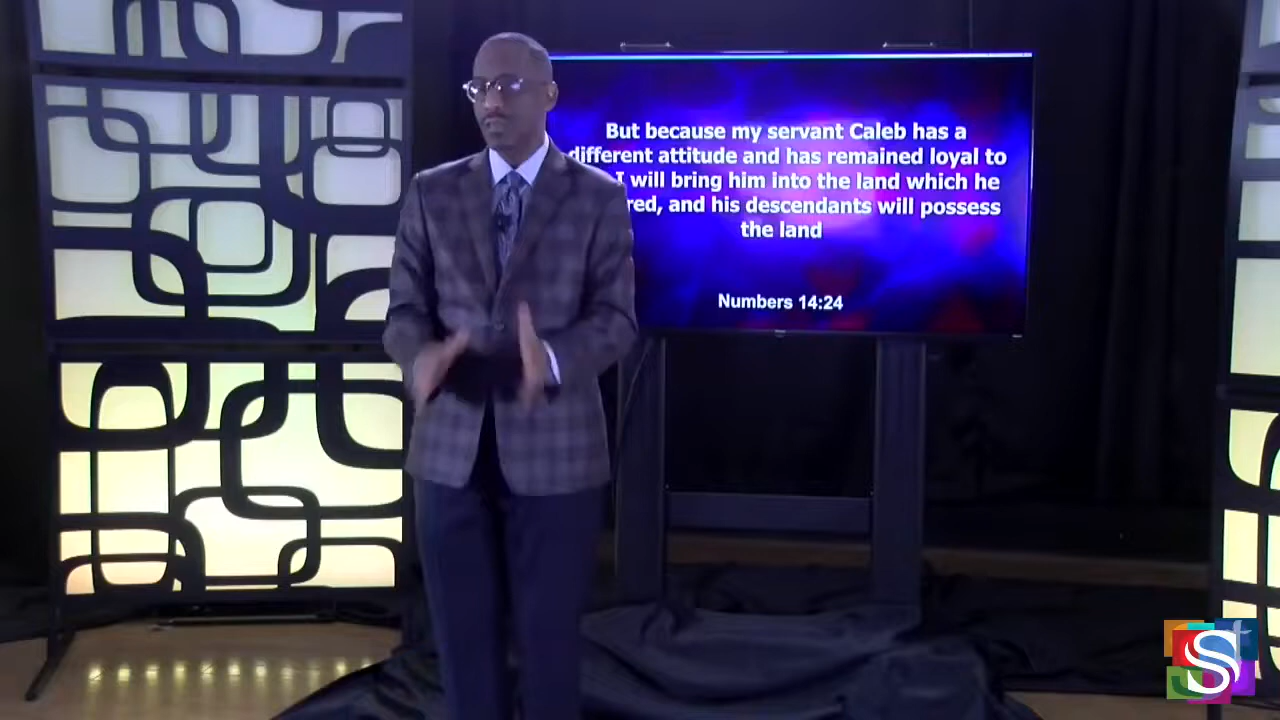 But because my servant Caleb has a
different attitude and has remained loyal to
I will bring him into the land which he
and his descendants will possess
the land
Numbers 14:24
S